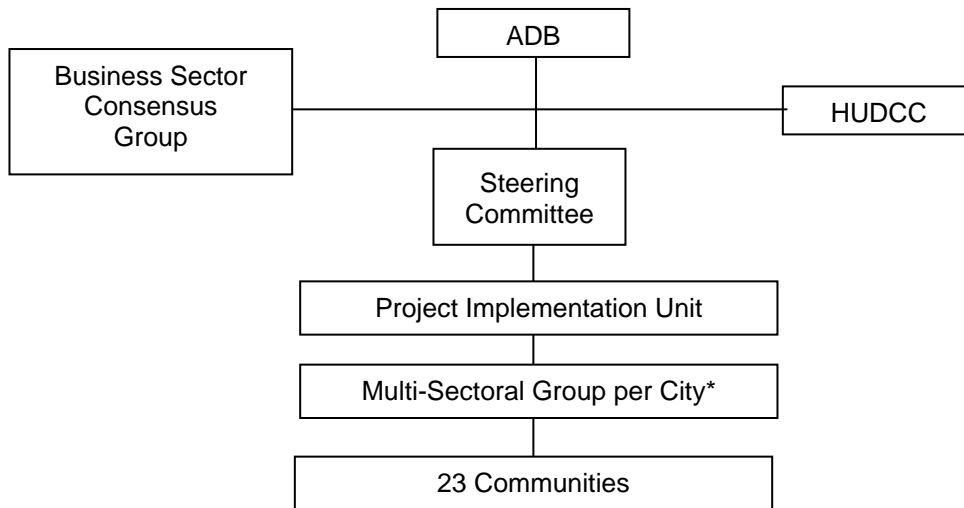 ADB
Business Sector
Consensus
Group
HUDCC
Steering
Committee
Project Implementation Unit
Multi-Sectoral Group per City*
23 Communities